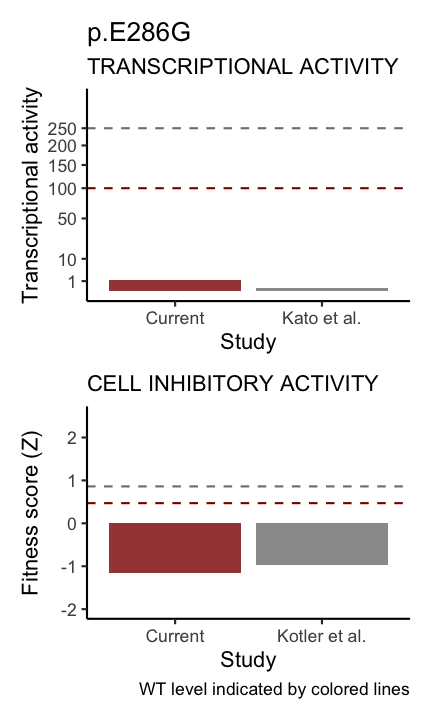 p.E286G
TRANSCRIPTIONAL ACTIVITY
Transcriptional activity
250
200
150
100
50
10
1
Current
Kato et al.
Study
CELL INHIBITORY ACTIVITY
Fitness score (Z)
2
1
0
-1
-2
Current
Kotler et al.
Study
WT level indicated by colored lines